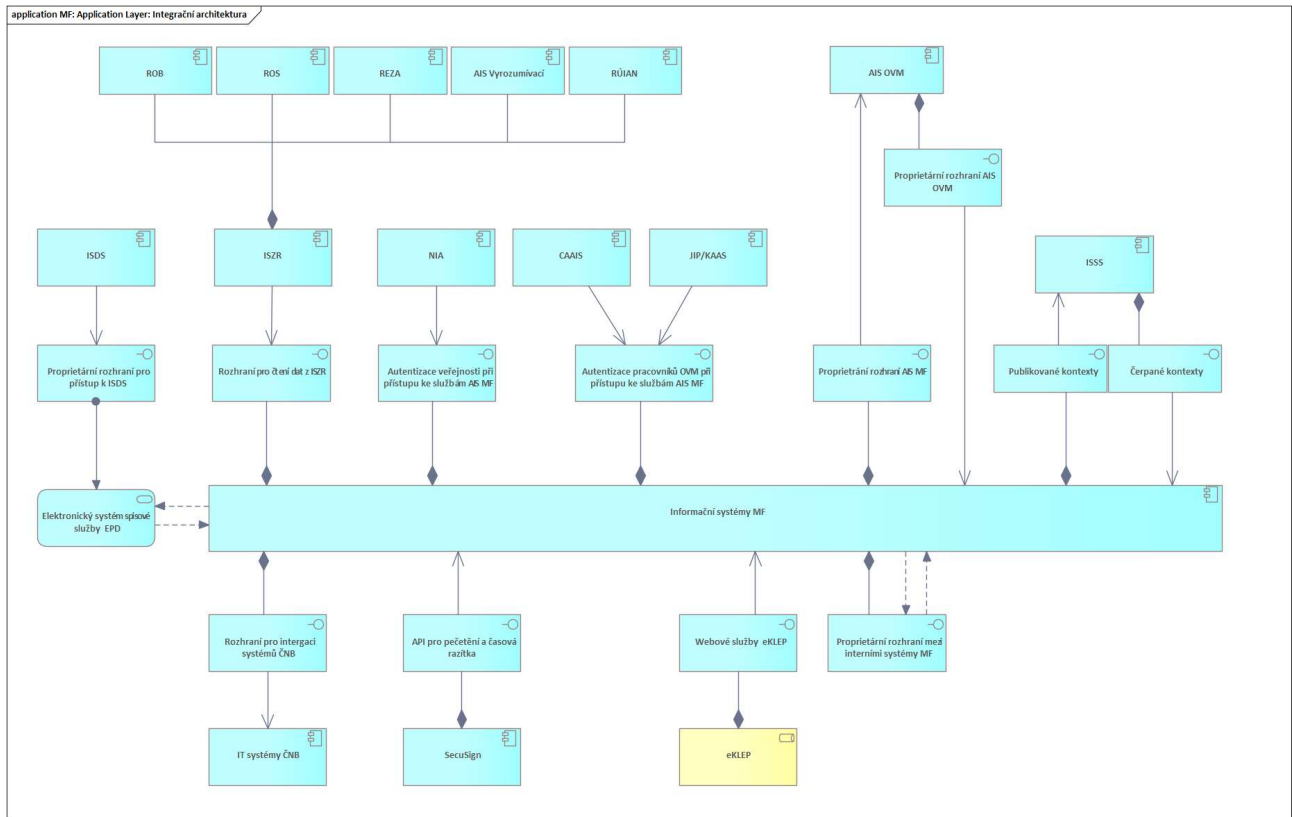 application MF: Application Layer: Integrační architektura
ROB
ROS
REZA
AIS Vyrozumívací
RÚIAN
AIS OVM
Proprietární rozhraní AIS
OVM
ISDS
ISZR
NIA
CAAIS
JIP/KAAS
ISSS
Proprietární rozhraní pro
přístup k ISDS
Rozhraní pro čtení dat z ISZR
Autentizace veřejnosti při
přístupu ke službám AIS MF
Autentizace pracovníků OVM při
přístupu ke službám AIS MF
Proprietrání rozhraní AIS MF
Publikované kontexty
Čerpané kontexty
Elektronický systém spisové
služby EPD
Informační systémy MF
Rozhraní pro intergaci
systémů ČNB
API pro pečetění a časová
razítka
Webové služby eKLEP
Proprietární rozhraní mezi
interními systémy MF
IT systémy ČNB
SecuSign
eKLEP